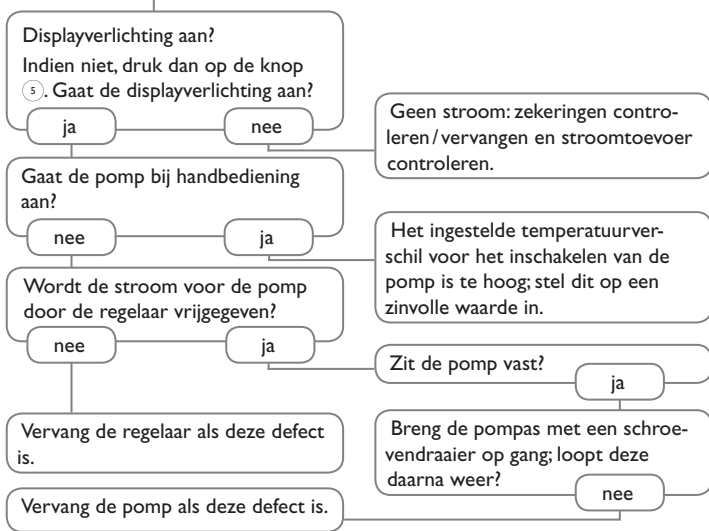 Displayverlichting aan?
Indien niet, druk dan op de knop
5. Gaat de displayverlichting aan?
ja
nee
Geen stroom: zekeringen contro-
leren / vervangen en stroomtoevoer
controleren.
Gaat de pomp bij handbediening
aan?
nee
ja
Het ingestelde temperatuurver-
schil voor het inschakelen van de
pomp is te hoog; stel dit op een
zinvolle waarde in.
Wordt de stroom voor de pomp
door de regelaar vrijgegeven?
nee
ja
Zit de pomp vast?
ja
Vervang de regelaar als deze defect
is.
Breng de pompas met een schroe-
vendraaier op gang; loopt deze
daarna weer?
nee
Vervang de pomp als deze defect is.